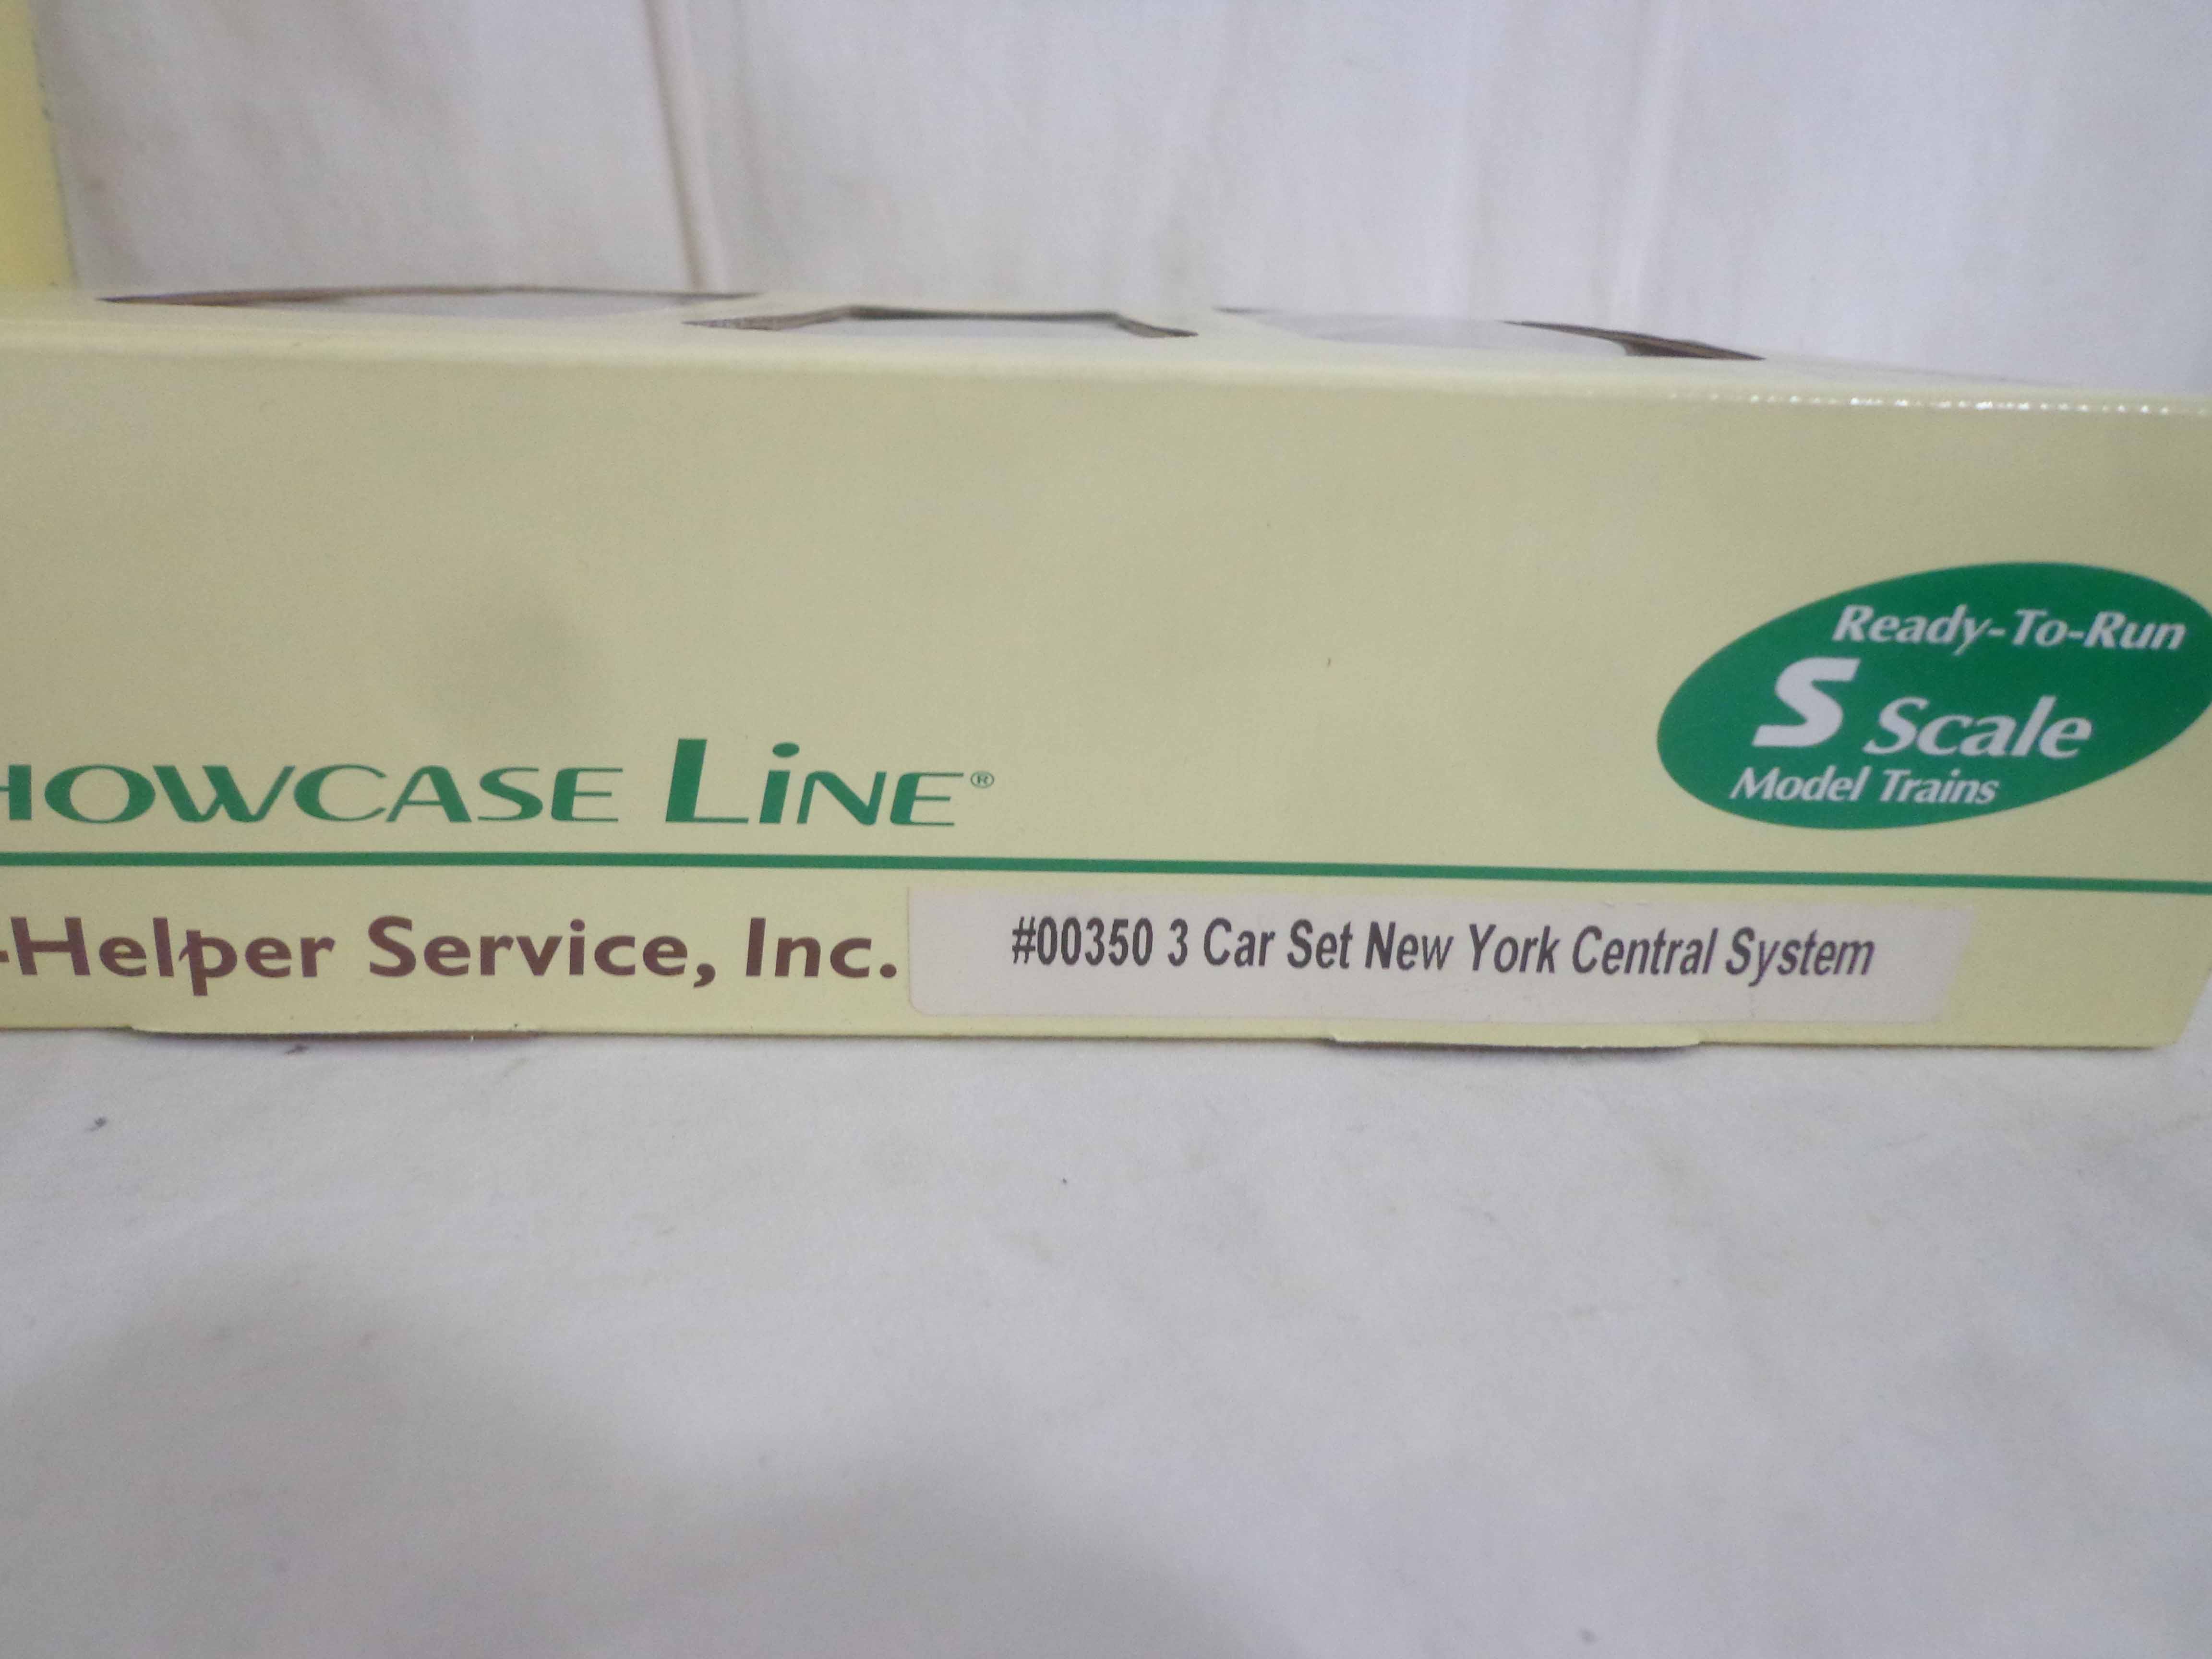 Ready-To-Run
S Scale
Model Trains
HOWCASE LINE®
-Helper Service, Inc.
#00350 3 Car Set New York Central System